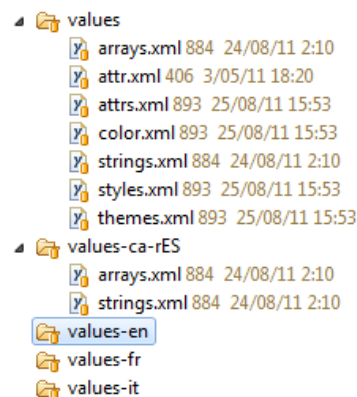 values
arrays.xml 884 24/08/11 2:10
attr.xml 406 3/05/11 18:20
attrs.xml 893 25/08/11 15:53
color.xml 893 25/08/11 15:53
strings.xml 884 24/08/11 2:10
styles.xml 893 25/08/11 15:53
themes.xml 893 25/08/11 15:53
values-ca-rES
arrays.xml 884 24/08/11 2:10
strings.xml 884 24/08/11 2:10
values-en
values-fr
values-it